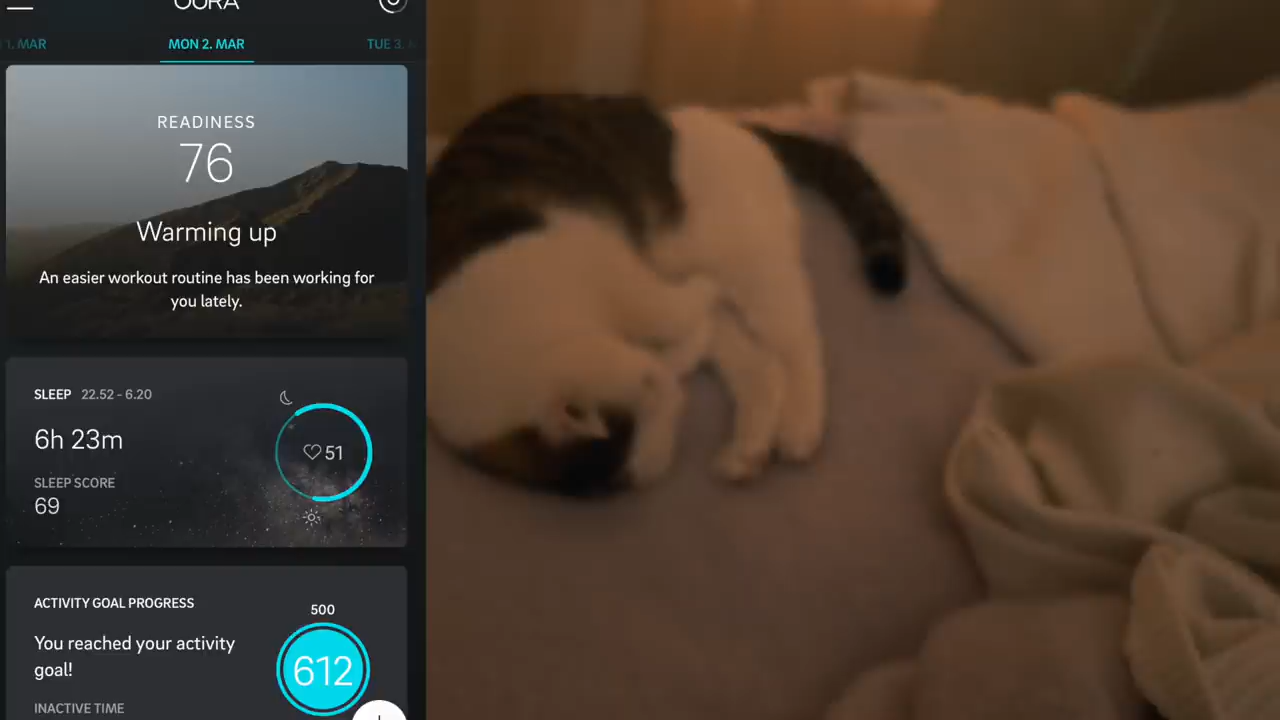 OURA
1. MAR
MON 2. MAR
TUE 3.
READINESS
76
Warming up
An easier workout routine has been working for
you lately.
SLEEP 22.52 - 6.20
6h 23m
51
SLEEP SCORE
69
ACTIVITY GOAL PROGRESS
500
You reached your activity
goal!
612
INACTIVE TIME